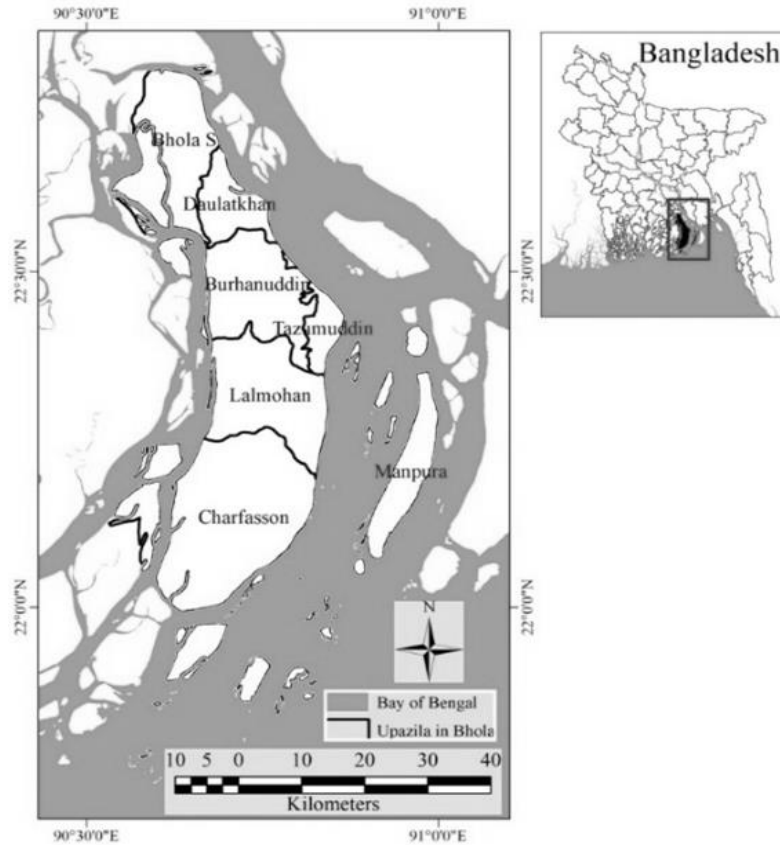 90°30'0"E
91°0'0"E
Bangladesh
Bhola S
Daulatkhan
22°30'0"N
22°30'0"N
Burhanuddin
Tazumuddin
Lalmohan
Manpura
Charfasson
22°0'0"N
22°0'0"N
N
Bay of Bengal
Upazila in Bhola
10 5 0 10 20 30 40
Kilometers
90°30'0"E
91°0'0"E